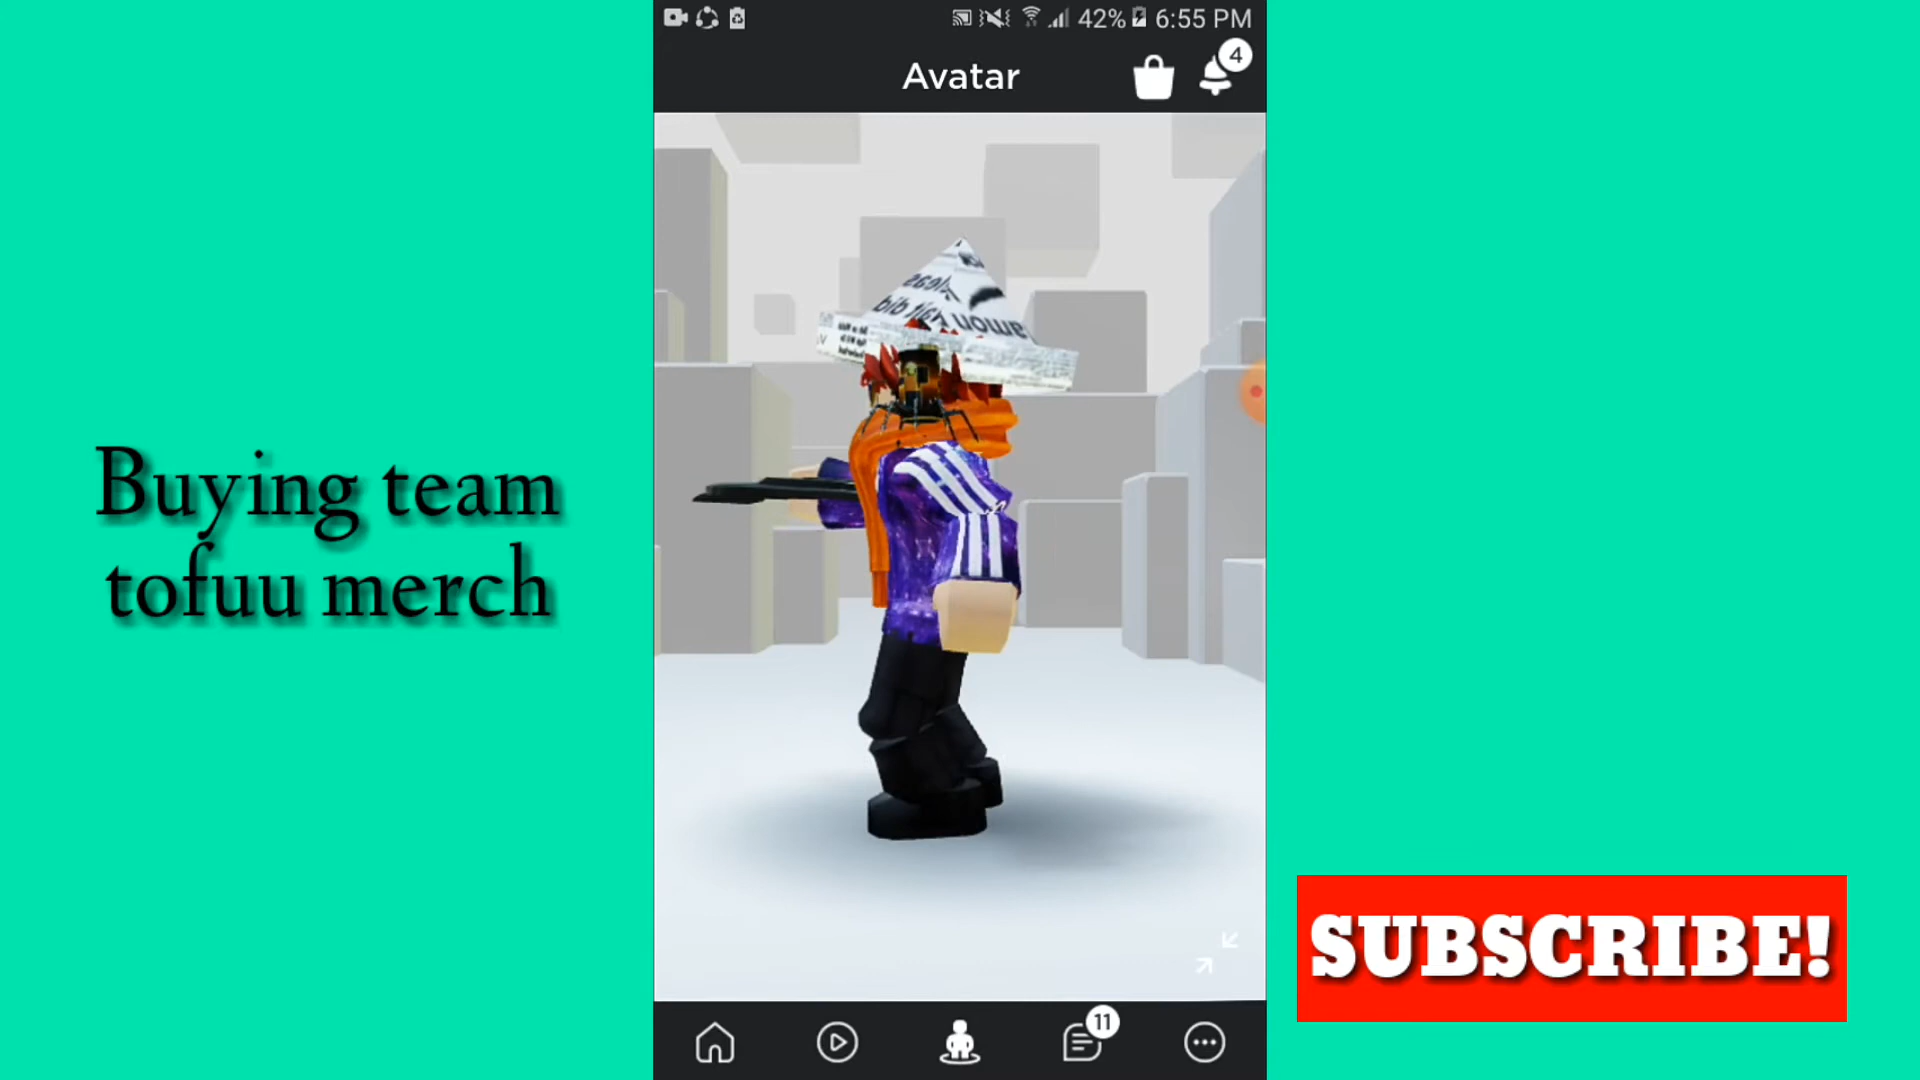 42% 6:55 PM
Avatar
4
Buying team
tofuu merch
SUBSCRIBE!
11